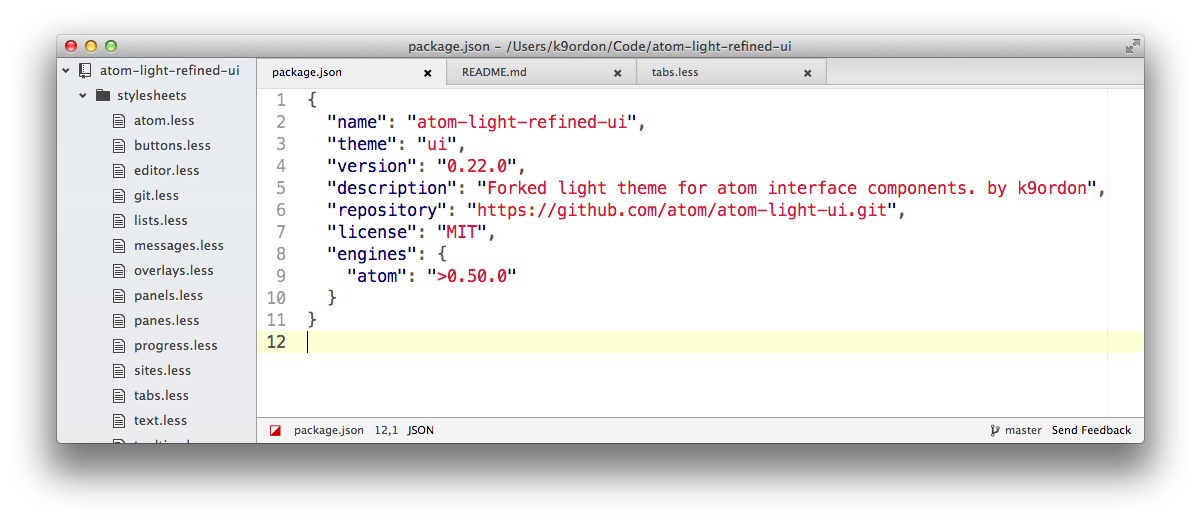 package.json - /Users/k9ordon/Code/atom-light-refined-ui
atom-light-refined-ui
stylesheets
atom.less
buttons.less
editor.less
git.less
lists.less
messages.less
overlays.less
panels.less
panes.less
progress.less
sites.less
tabs.less
text.less
package.json README.md tabs.less
1 {
2 "name": "atom-light-refined-ui",
3 "theme": "ui",
4 "version": "0.22.0",
5 "description": "Forked light theme for atom interface components. by k9ordon",
6 "repository": "https://github.com/atom/atom-light-ui.git",
7 "license": "MIT",
8 "engines": {
9 "atom": ">0.50.0"
10 }
11 }
12
package.json 12,1 JSON master Send Feedback